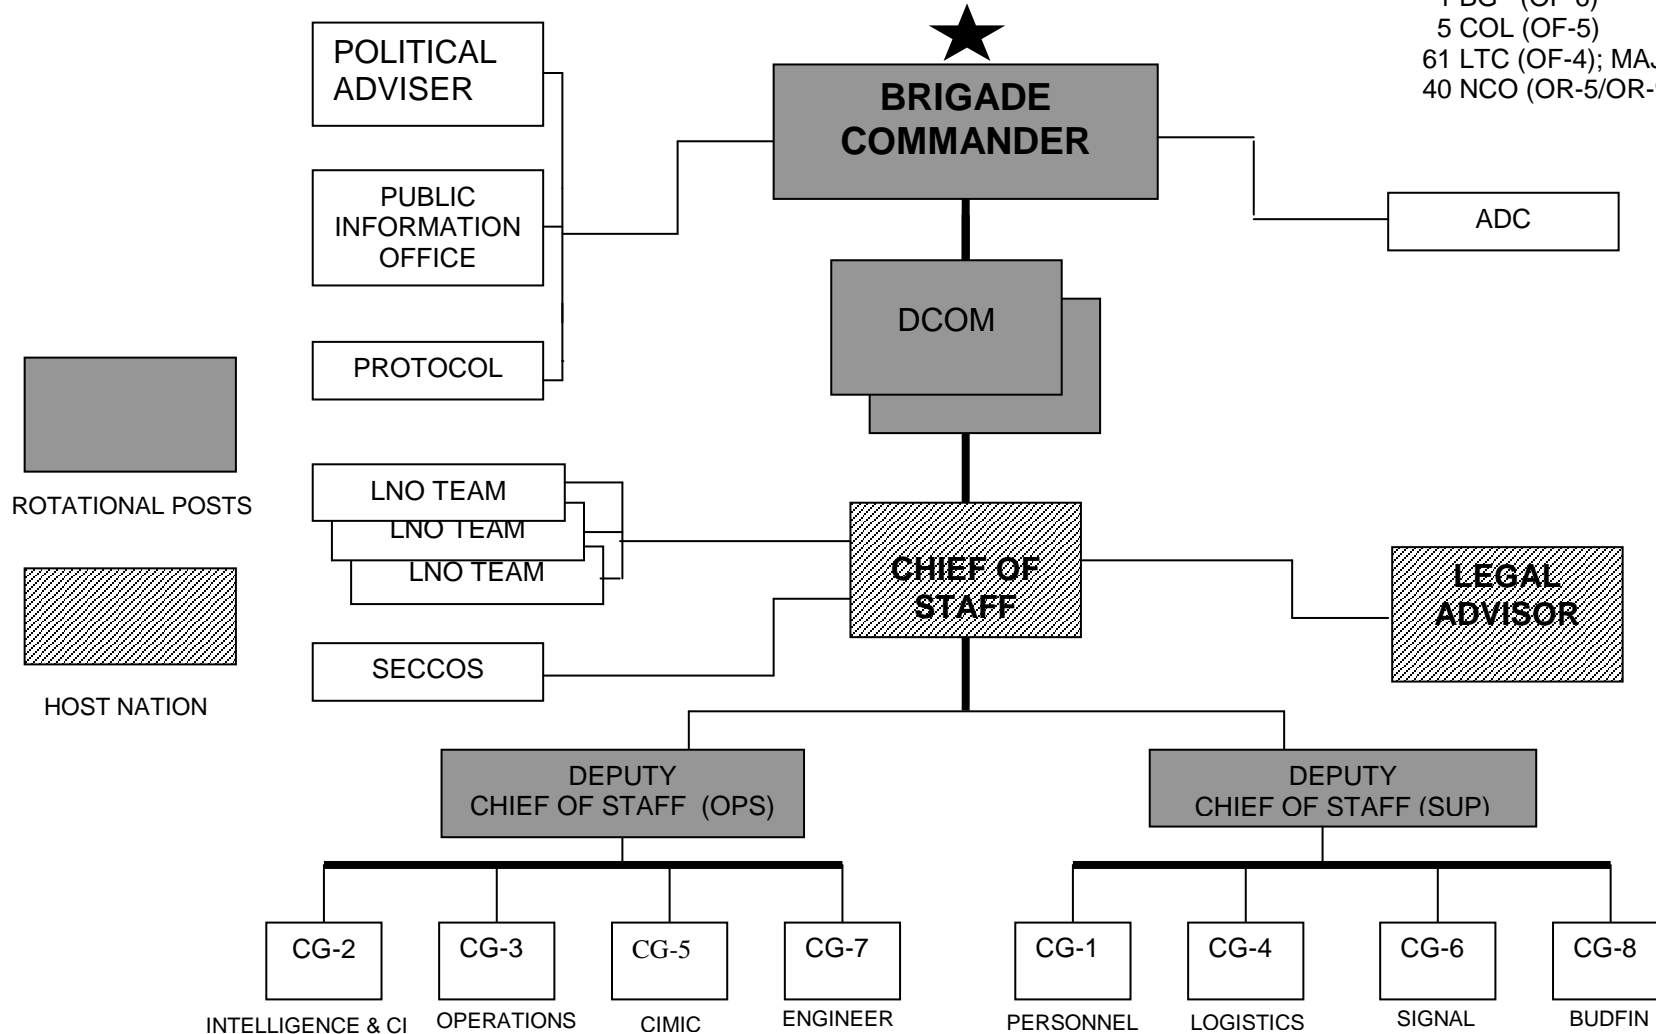 1 BG (OF-6)
5 COL (OF-5)
61 LTC (OF-4); MAJ
40 NCO (OR-5/OR-9
POLITICAL
ADVISER
BRIGADE
COMMANDER
PUBLIC
INFORMATION
OFFICE
ADC
DCOM
PROTOCOL
ROTATIONAL POSTS
LNO TEAM
LNO TEAM
LNO TEAM
CHIEF OF
STAFF
LEGAL
ADVISOR
SECCOS
HOST NATION
DEPUTY
CHIEF OF STAFF (OPS)
DEPUTY
CHIEF OF STAFF (SUP)
CG-2
CG-3
CG-5
CG-7
CG-1
CG-4
CG-6
CG-8
INTELLIGENCE & CI
OPERATIONS
CIMIC
ENGINEER
PERSONNEL
LOGISTICS
SIGNAL
BUDFIN